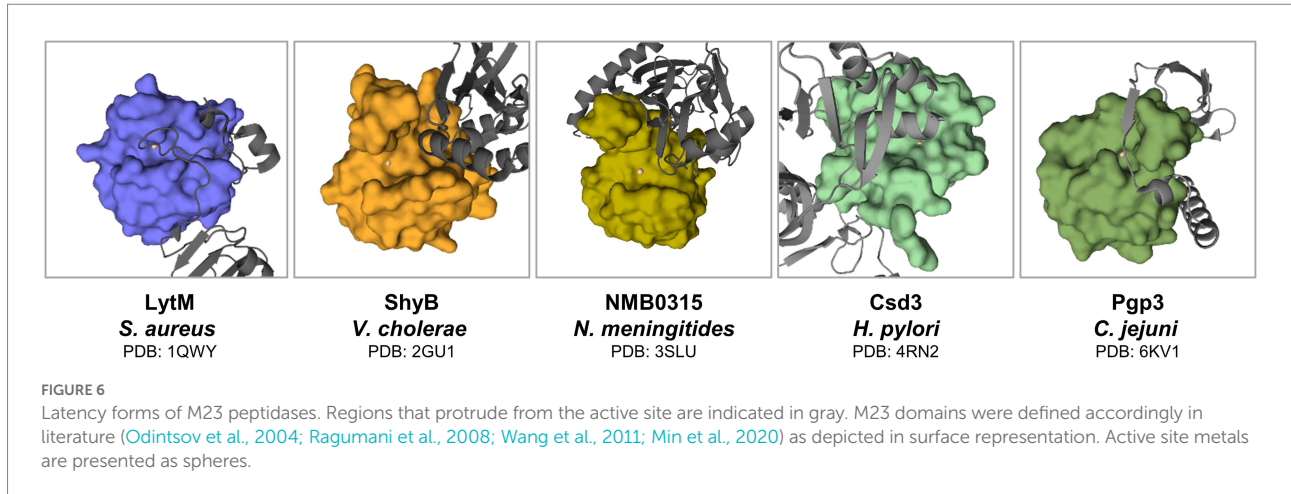 LytM
S. aureus
PDB: 1QWY
ShyB
V. cholerae
PDB: 2GU1
NMB0315
N. meningitides
PDB: 3SLU
Csd3
H. pylori
PDB: 4RN2
Pgp3
C. jejuni
PDB: 6KV1
FIGURE 6
Latency forms of M23 peptidases. Regions that protrude from the active site are indicated in gray. M23 domains were defined accordingly in
literature (Odintsov et al., 2004; Ragumani et al., 2008; Wang et al., 2011; Min et al., 2020) as depicted in surface representation. Active site metals
are presented as spheres.